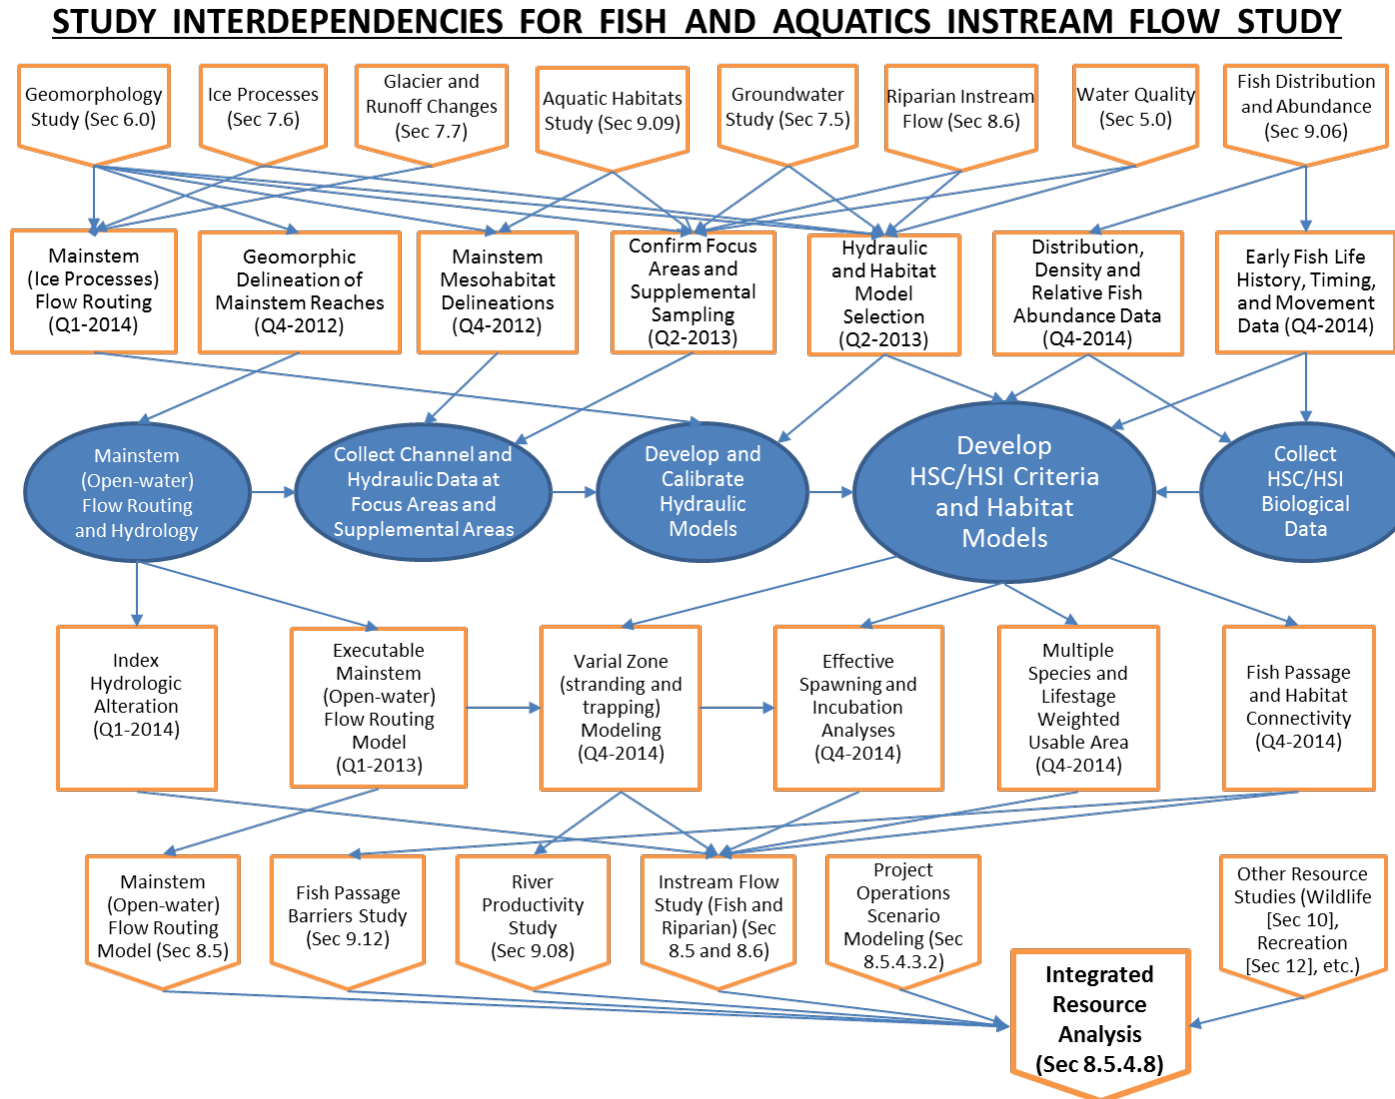 STUDY INTERDEPENDENCIES FOR FISH AND AQUATICS INSTREAM FLOW STUDY
Geomorphology
Study (Sec 6.0)
Ice Processes
(Sec 7.6)
Glacier and
Runoff Changes
(Sec 7.7)
Aquatic Habitats
Study (Sec 9.09)
Groundwater
Study (Sec 7.5)
Riparian Instream
Flow (Sec 8.6)
Water Quality
(Sec 5.0)
Fish Distribution
and Abundance
(Sec 9.06)
Mainstem
(Ice Processes)
Flow Routing
(Q1-2014)
Geomorphic
Delineation of
Mainstem Reaches
(Q4-2012)
Mainstem
Mesohabitat
Delineations
(Q4-2012)
Confirm Focus
Areas and
Supplemental
Sampling
(Q2-2013)
Hydraulic
and Habitat
Model
Selection
(Q2-2013)
Distribution,
Density and
Relative Fish
Abundance Data
(Q4-2014)
Early Fish Life
History, Timing,
and Movement
Data (Q4-2014)
Mainstem
(Open-water)
Flow Routing
and Hydrology
Collect Channel and
Hydraulic Data at
Focus Areas and
Supplemental Areas
Develop and
Calibrate
Hydraulic
Models
Develop
HSC/HSI Criteria
and Habitat
Models
Collect
HSC/HSI
Biological
Data
Index
Hydrologic
Alteration
(Q1-2014)
Executable
Mainstem
(Open-water)
Flow Routing
Model
(Q1-2013)
Varial Zone
(stranding and
trapping)
Modeling
(Q4-2014)
Effective
Spawning and
Incubation
Analyses
(Q4-2014)
Multiple
Species and
Lifestage
Weighted
Usable Area
(Q4-2014)
Fish Passage
and Habitat
Connectivity
(Q4-2014)
Mainstem
(Open-water)
Flow Routing
Model (Sec 8.5)
Fish Passage
Barriers Study
(Sec 9.12)
River
Productivity
Study
(Sec 9.08)
Instream Flow
Study (Fish and
Riparian) (Sec
8.5 and 8.6)
Project
Operations
Scenario
Modeling (Sec
8.5.4.3.2)
Other Resource
Studies (Wildlife
[Sec 10],
Recreation
[Sec 12], etc.)
Integrated
Resource
Analysis
(Sec 8.5.4.8)